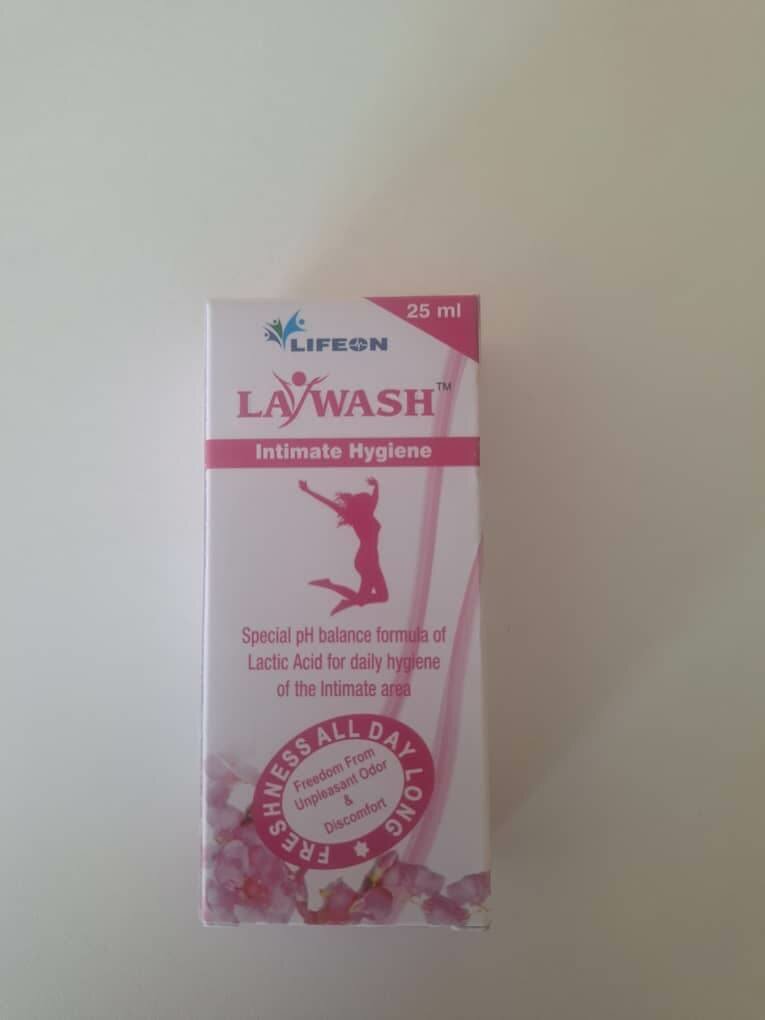 25 ml
LIFEON
LAYWASH™
Intimate Hygiene
Special pH balance formula of
Lactic Acid for daily hygiene
of the Intimate area
FRESHNESS ALL DAY LONG
Freedom From
Unpleasant Odor
&
Discomfort